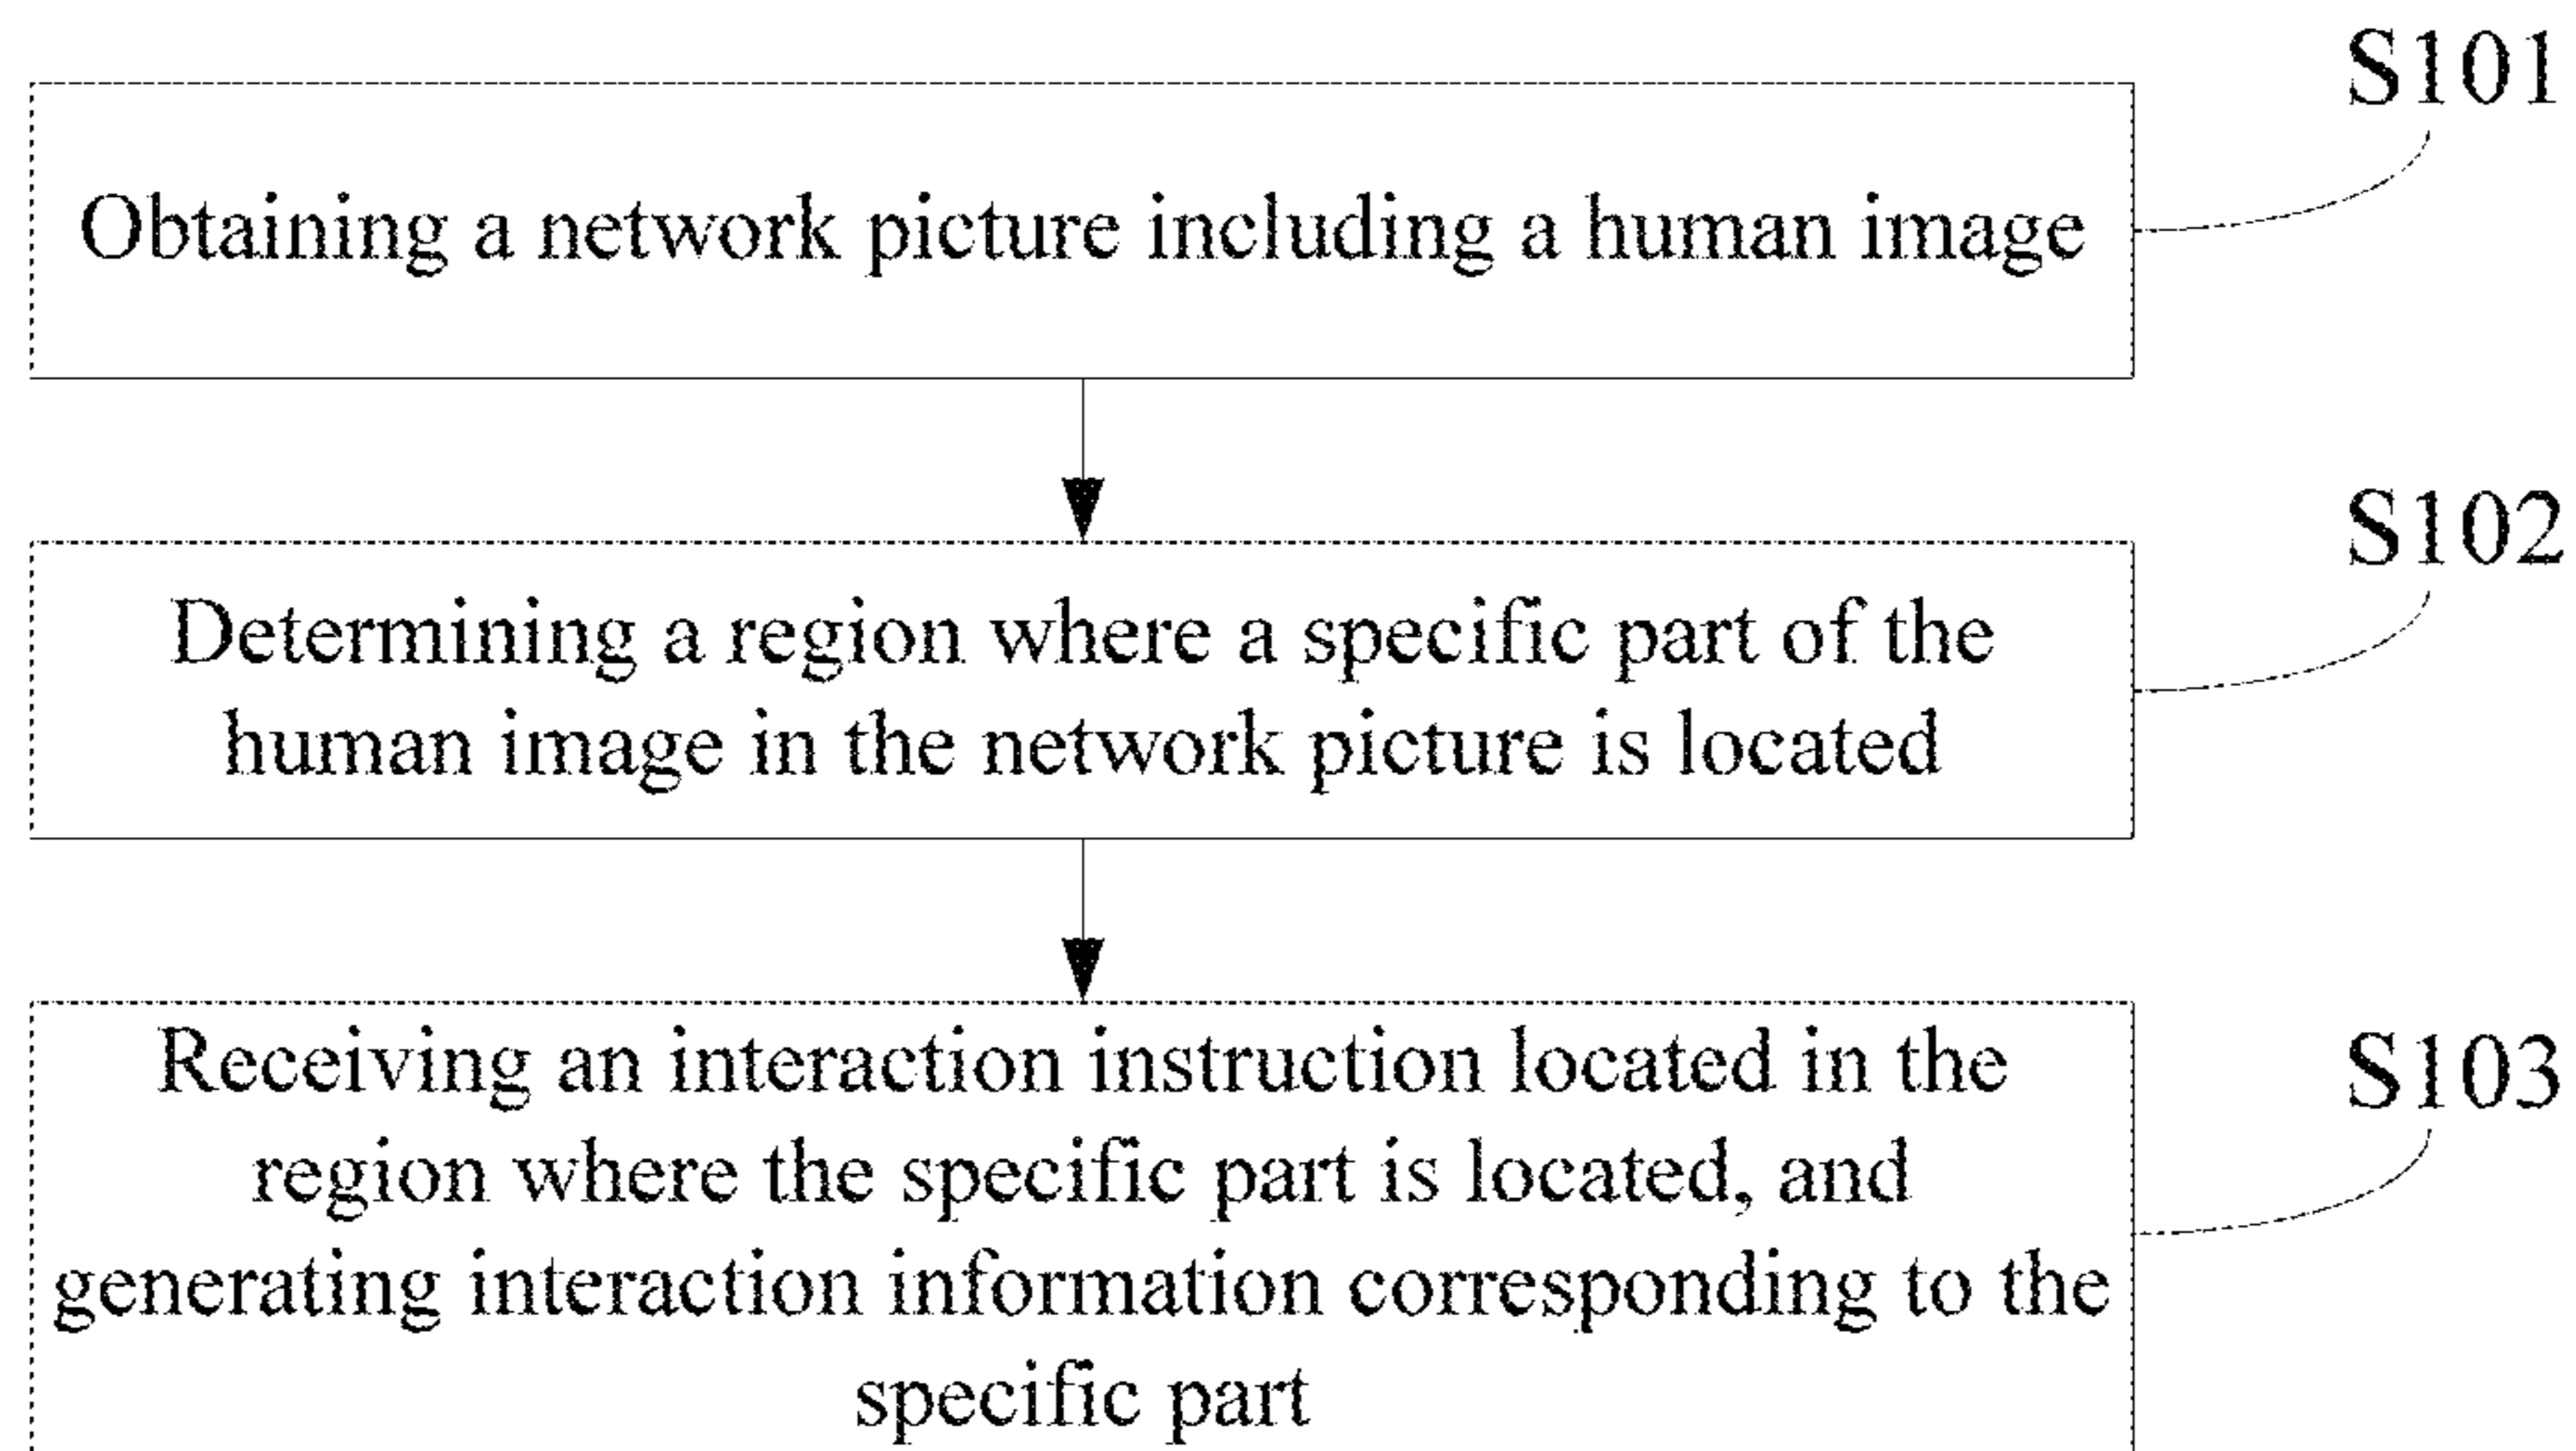 S101
Obtaining a network picture including a human image
S102
Determining a region where a specific part of the
human image in the network picture is located
S103
Receiving an interaction instruction located in the
region where the specific part is located, and
generating interaction information corresponding to the
specific part